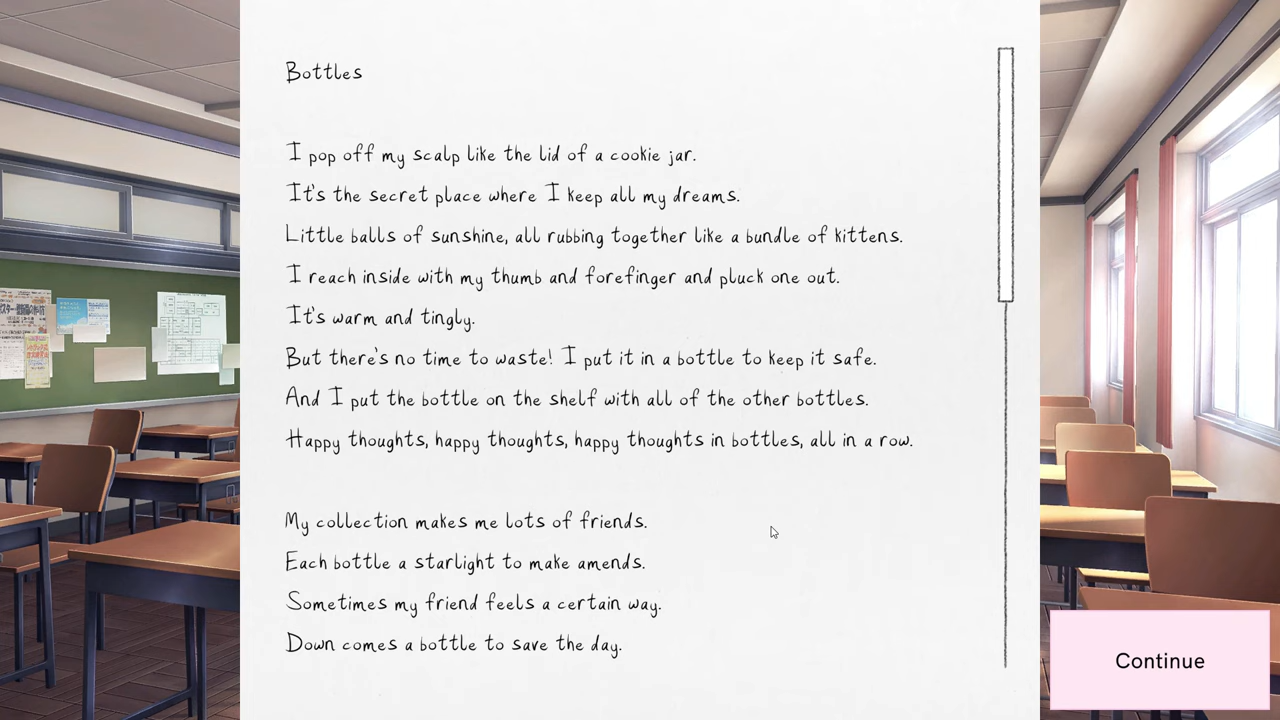 Bottles
I pop off my scalp like the lid of a cookie jar.
It's the secret place where I keep all my dreams.
Little balls of sunshine, all rubbing together like a bundle of kittens.
I reach inside with my thumb and forefinger and pluck one out.
It's warm and tingly.
But there's no time to waste! I put it in a bottle to keep it safe.
And I put the bottle on the shelf with all of the other bottles.
Happy thoughts, happy thoughts, happy thoughts in bottles, all in a row.
My collection makes me lots of friends.
Each bottle a starlight to make amends.
Sometimes my friend feels a certain way.
Down comes a bottle to save the day.
Continue